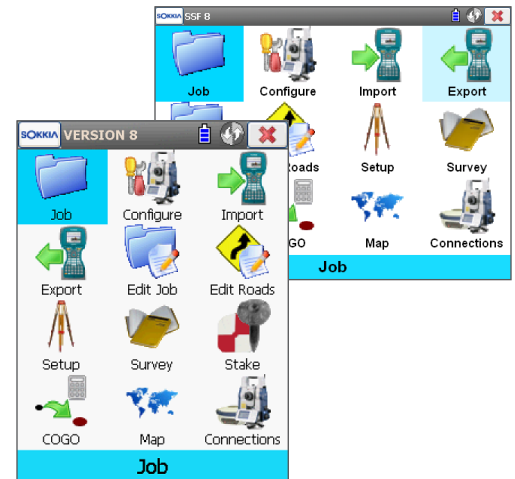 SOKKIA SSF 8
Job Configure Import Export
Roads Setup Survey
GO Map Connections
Job
SOKKIA VERSION 8
Job Configure Import
Export Edit Job Edit Roads
Setup Survey Stake
COGO Map Connections
Job